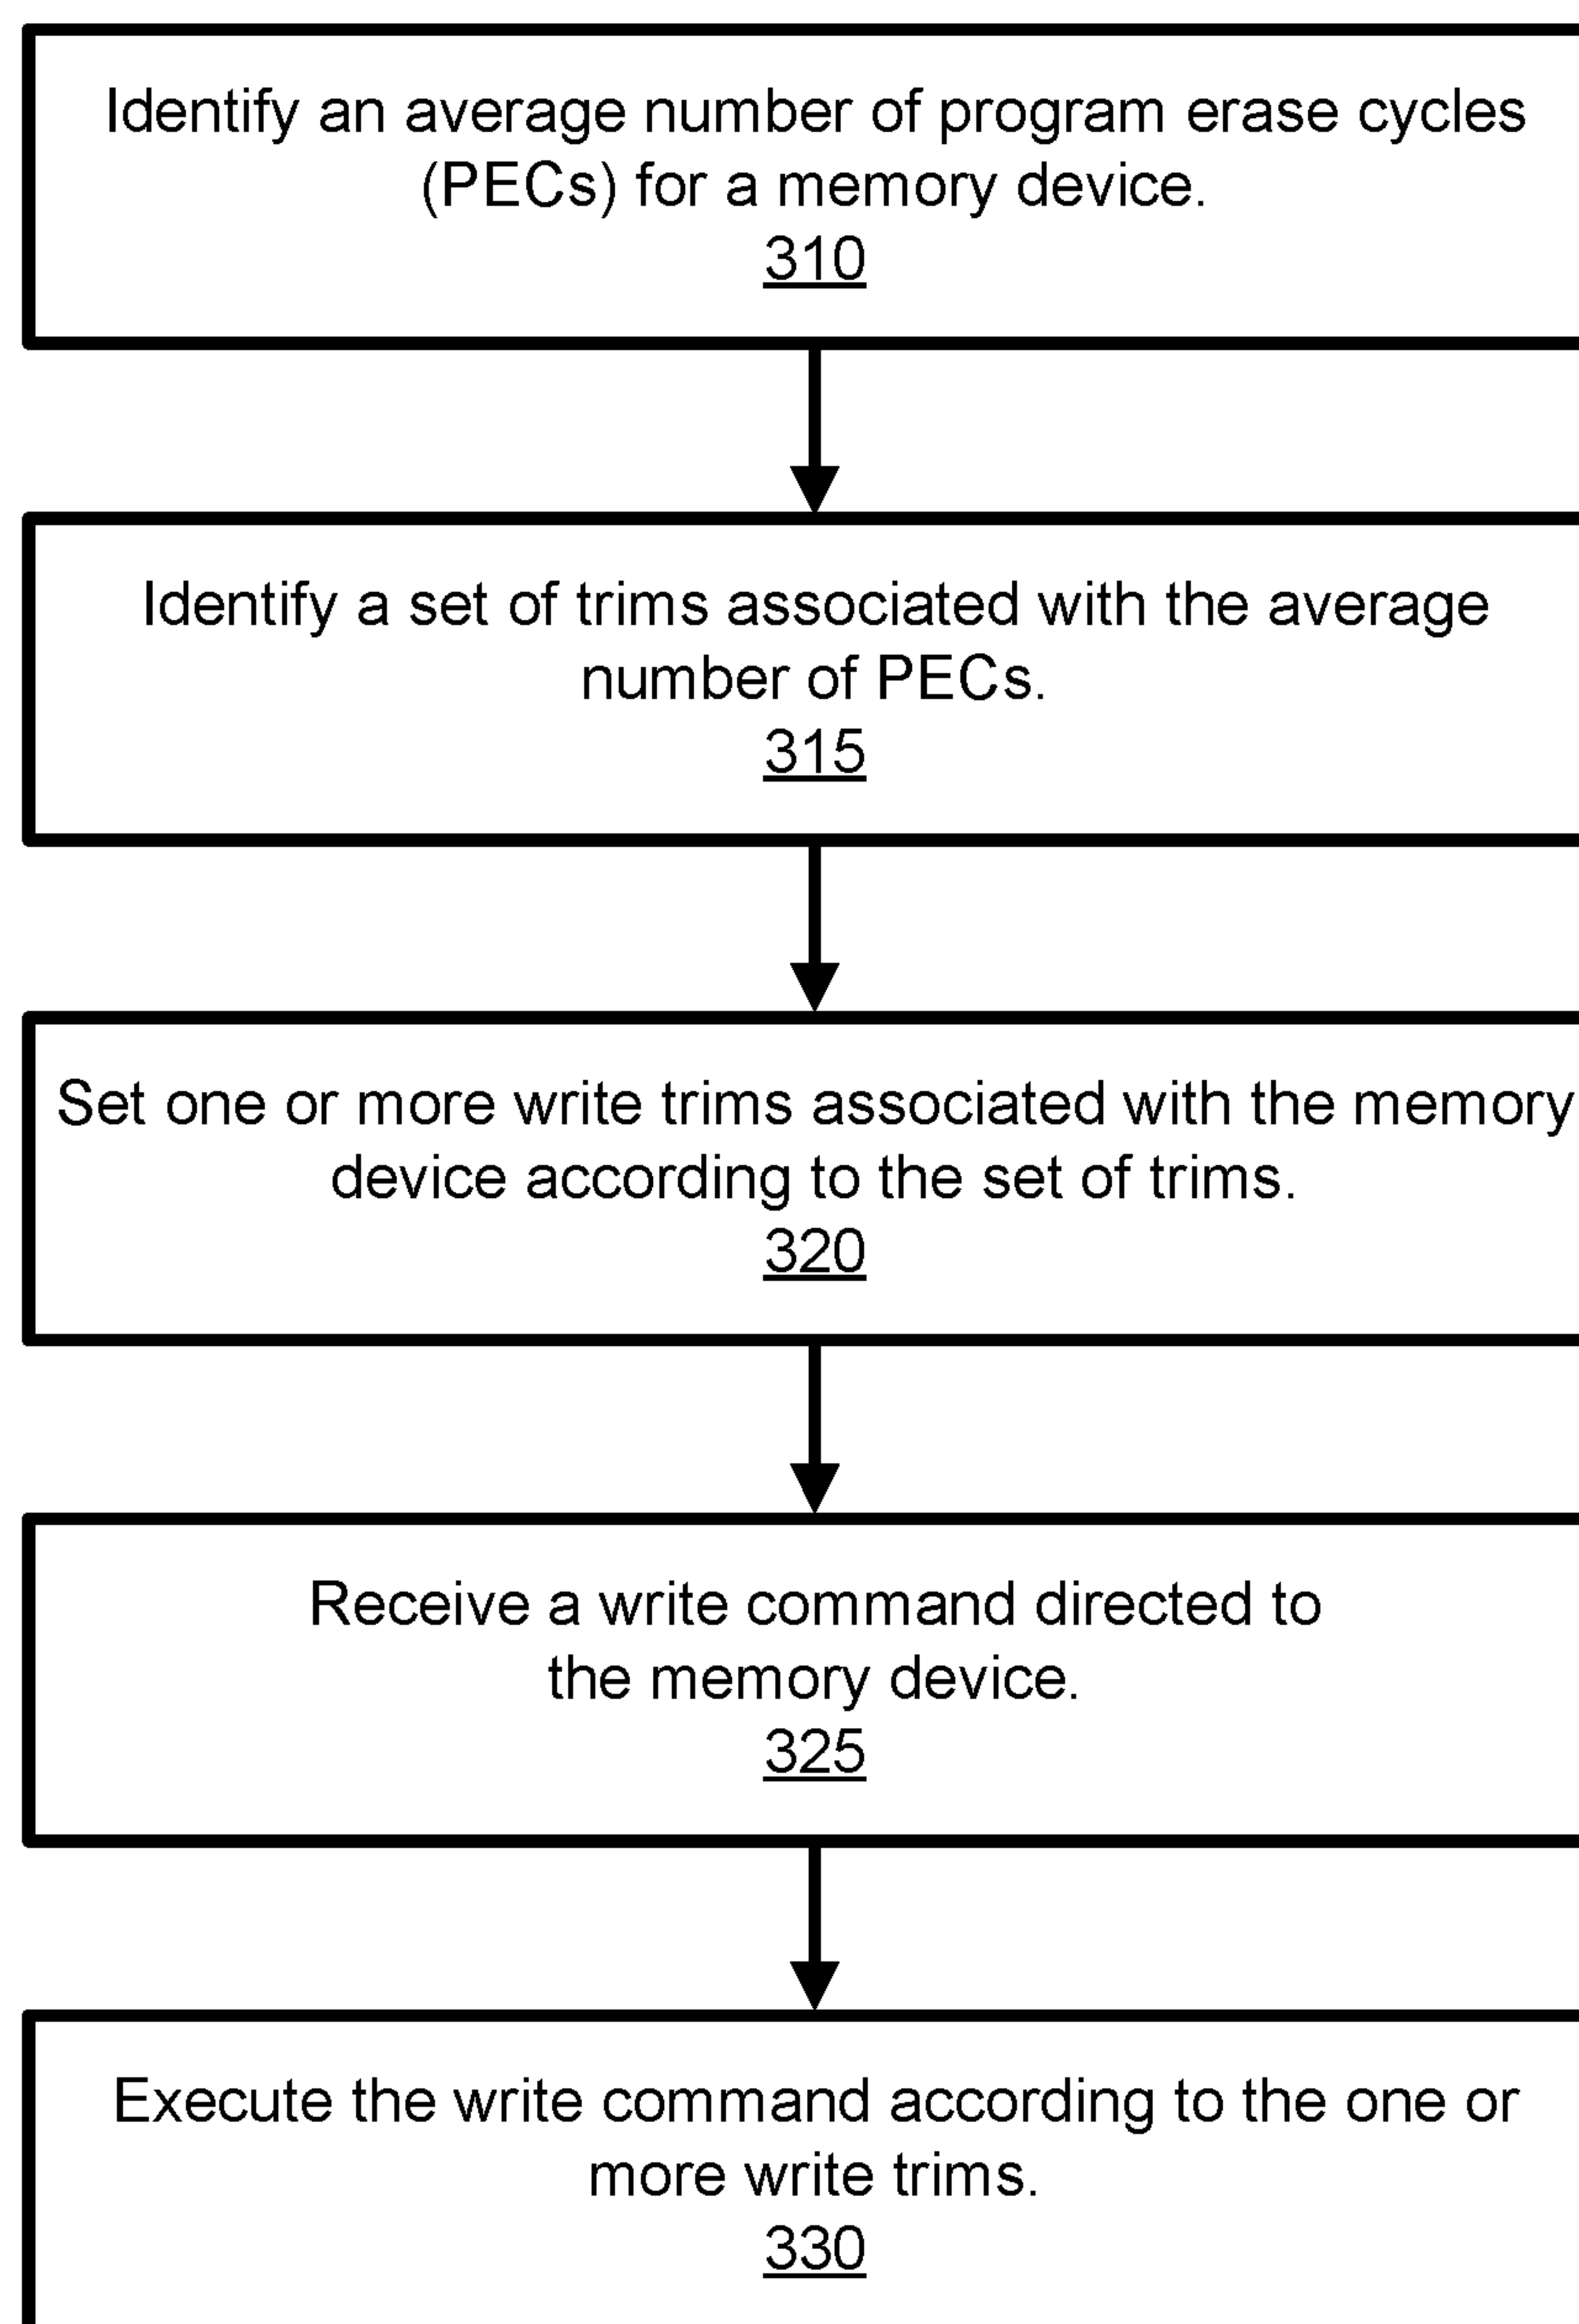 Identify an average number of program erase cycles
(PECs) for a memory device.
310
Identify a set of trims associated with the average
number of PECs.
315
Set one or more write trims associated with the memory
device according to the set of trims.
320
Receive a write command directed to
the memory device.
325
Execute the write command according to the one or
more write trims.
330